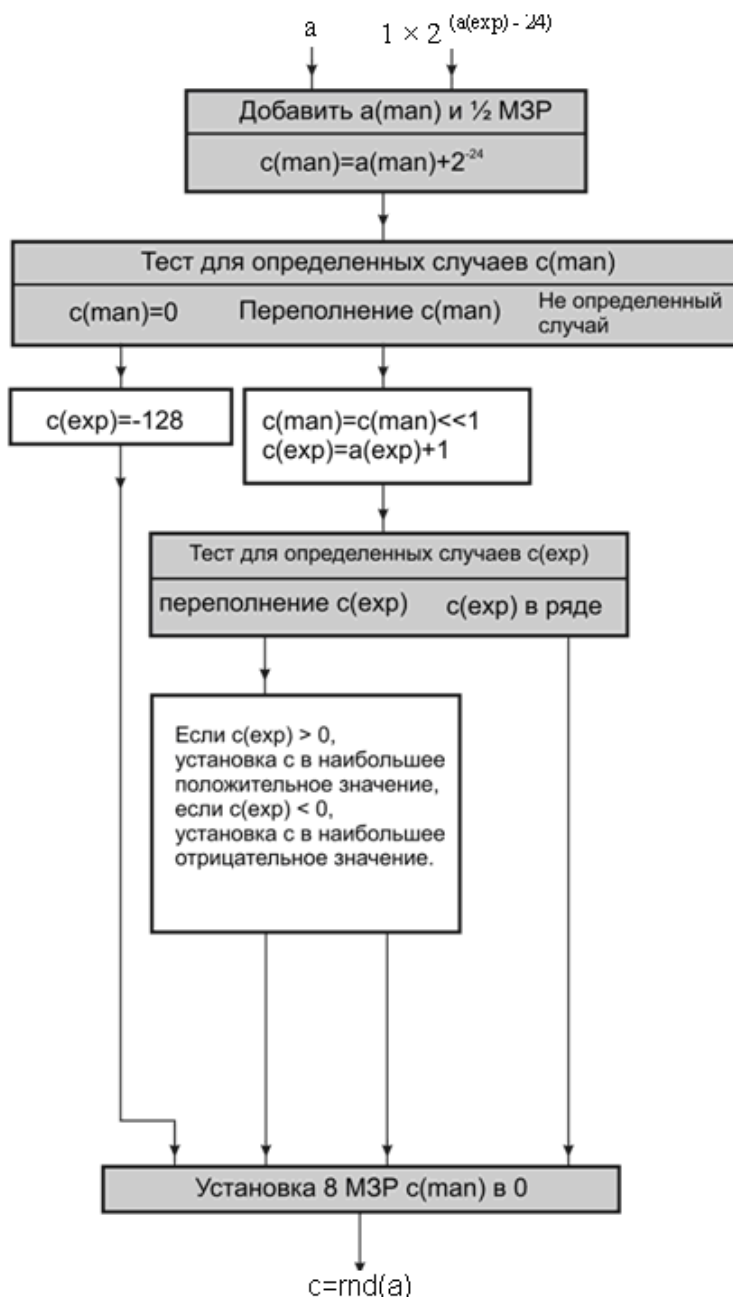 a
1 × 2 (a(exp) - 24)
Добавить a(man) и ½ МЗР
c(man)=a(man)+2-24
Тест для определенных случаев c(man)
c(man)=0
Переполнение c(man)
Не определенный
случай
c(exp)=-128
c(man)=c(man)<<1
c(exp)=a(exp)+1
Тест для определенных случаев c(exp)
переполнение c(exp)
c(exp) в ряде
Если c(exp) > 0,
установка с в наибольшее
положительное значение,
если c(exp) < 0,
установка с в наибольшее
отрицательное значение.
Установка 8 МЗР c(man) в 0
c=rnd(a)